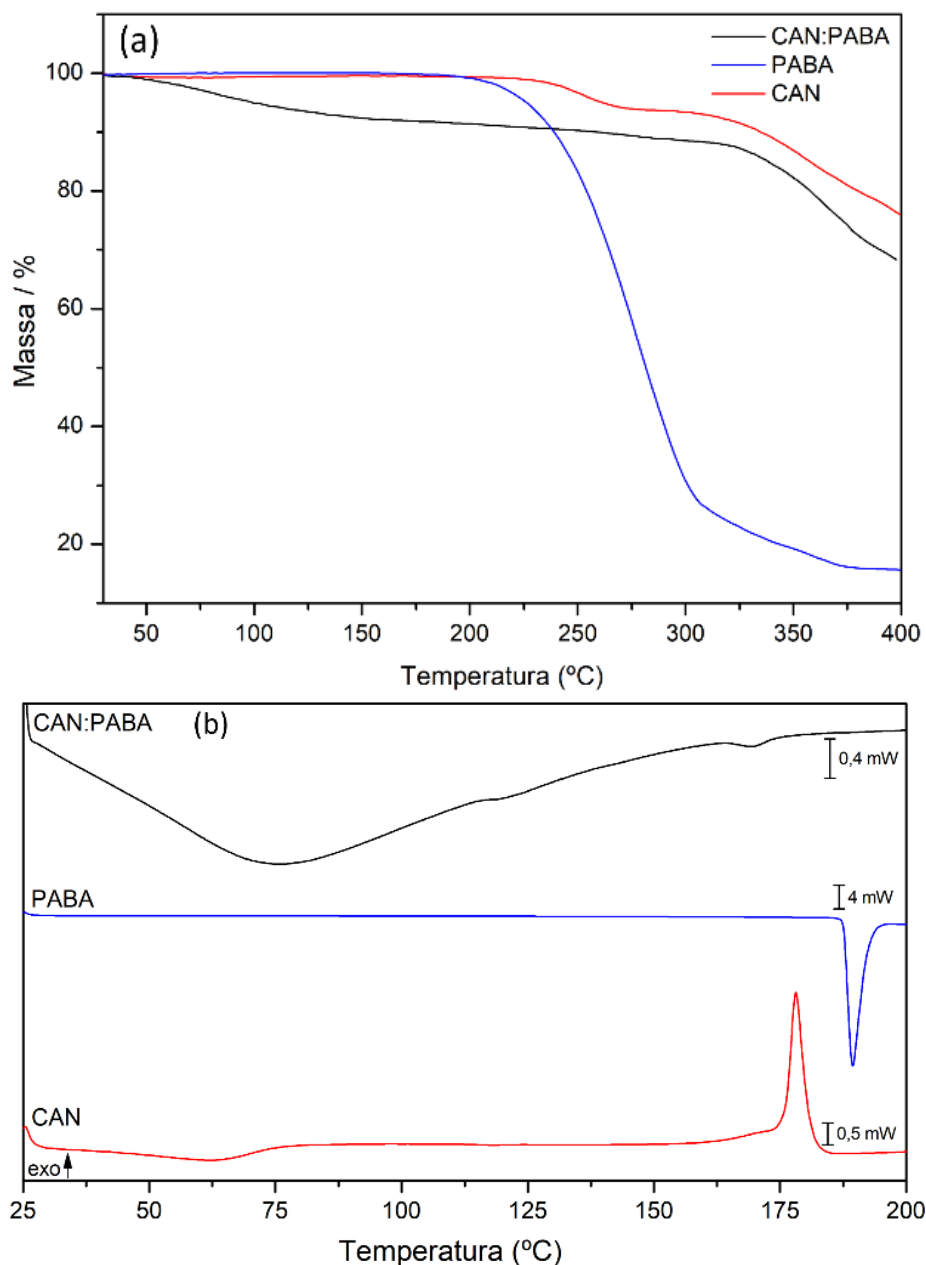 (a)
CAN:PABA
PABA
CAN
100
80
60
40
20
Massa / %
50 100 150 200 250 300 350 400
Temperatura (ºC)
CAN:PABA (b)
0,4 mW
PABA
4 mW
CAN
0,5 mW
exo
25 50 75 100 125 150 175 200
Temperatura (ºC)